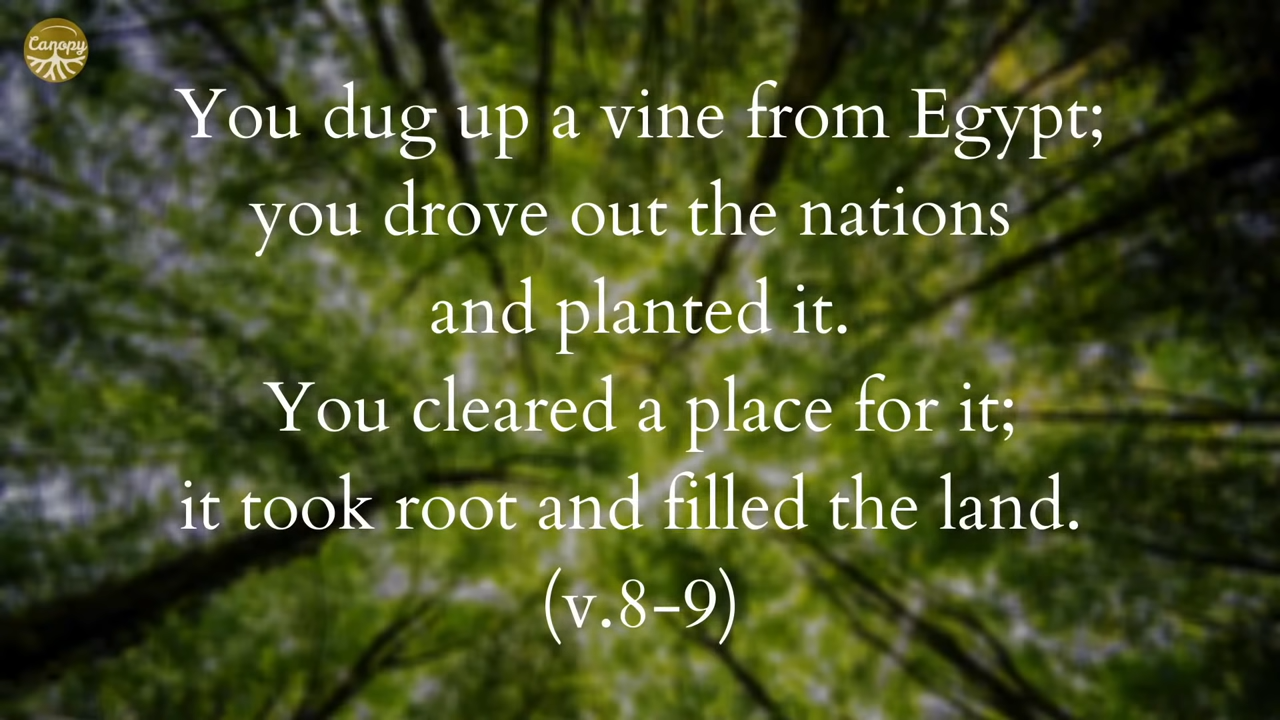 Canopy
You dug up a vine from Egypt;
you drove out the nations
and planted it.
You cleared a place for it;
it took root and filled the land.
(v.8-9)